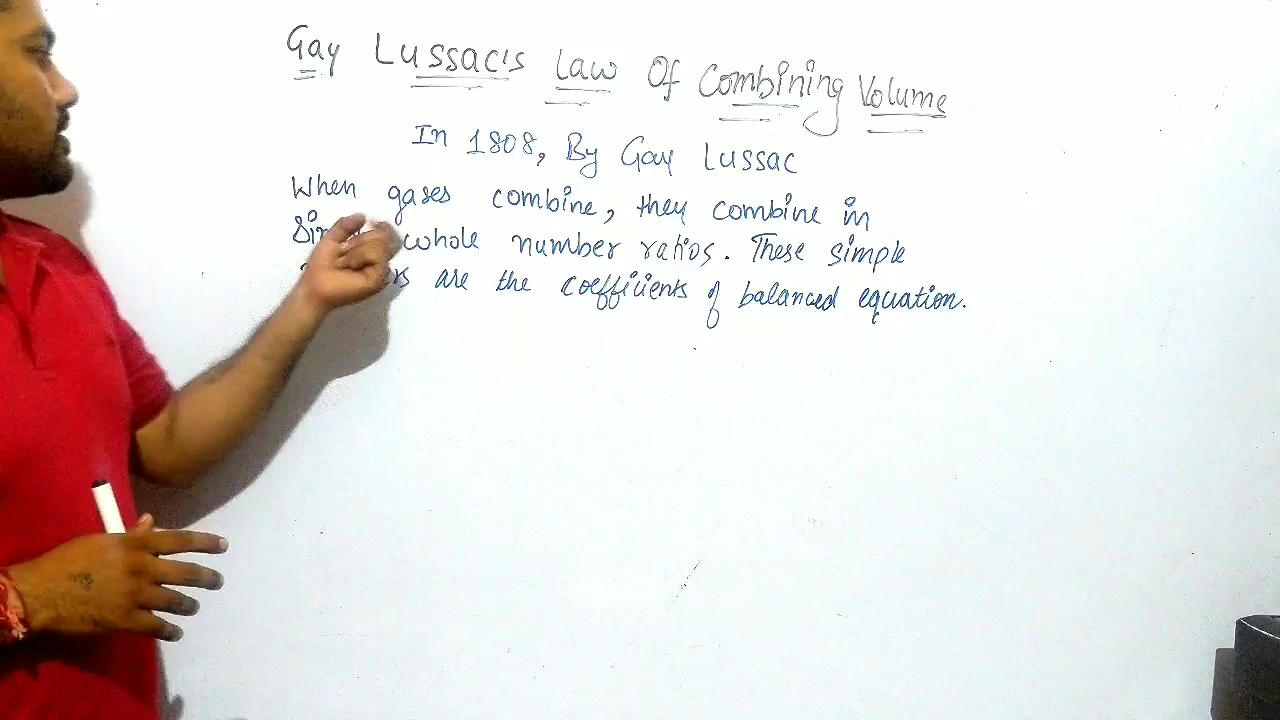 Gay Lussac's Law Of Combining Volume
In 1808, By Gay Lussac
When gases combine, they combine in
whole number ratios. These simple
are the coefficients of balanced equation.